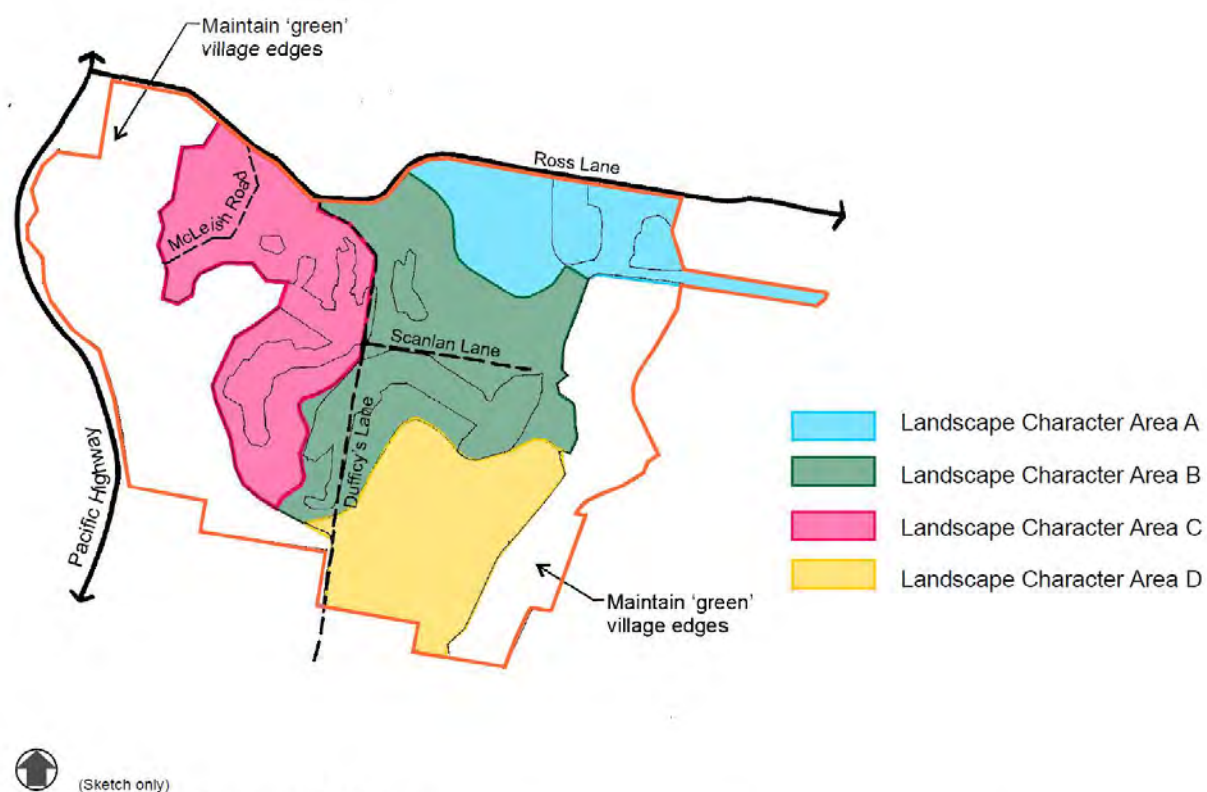 Maintain 'green'
village edges
Ross Lane
McLeish Road
Scanlan Lane
Dufficy's Lane
Pacific Highway
Landscape Character Area A
Landscape Character Area B
Landscape Character Area C
Landscape Character Area D
Maintain 'green'
village edges
(Sketch only)